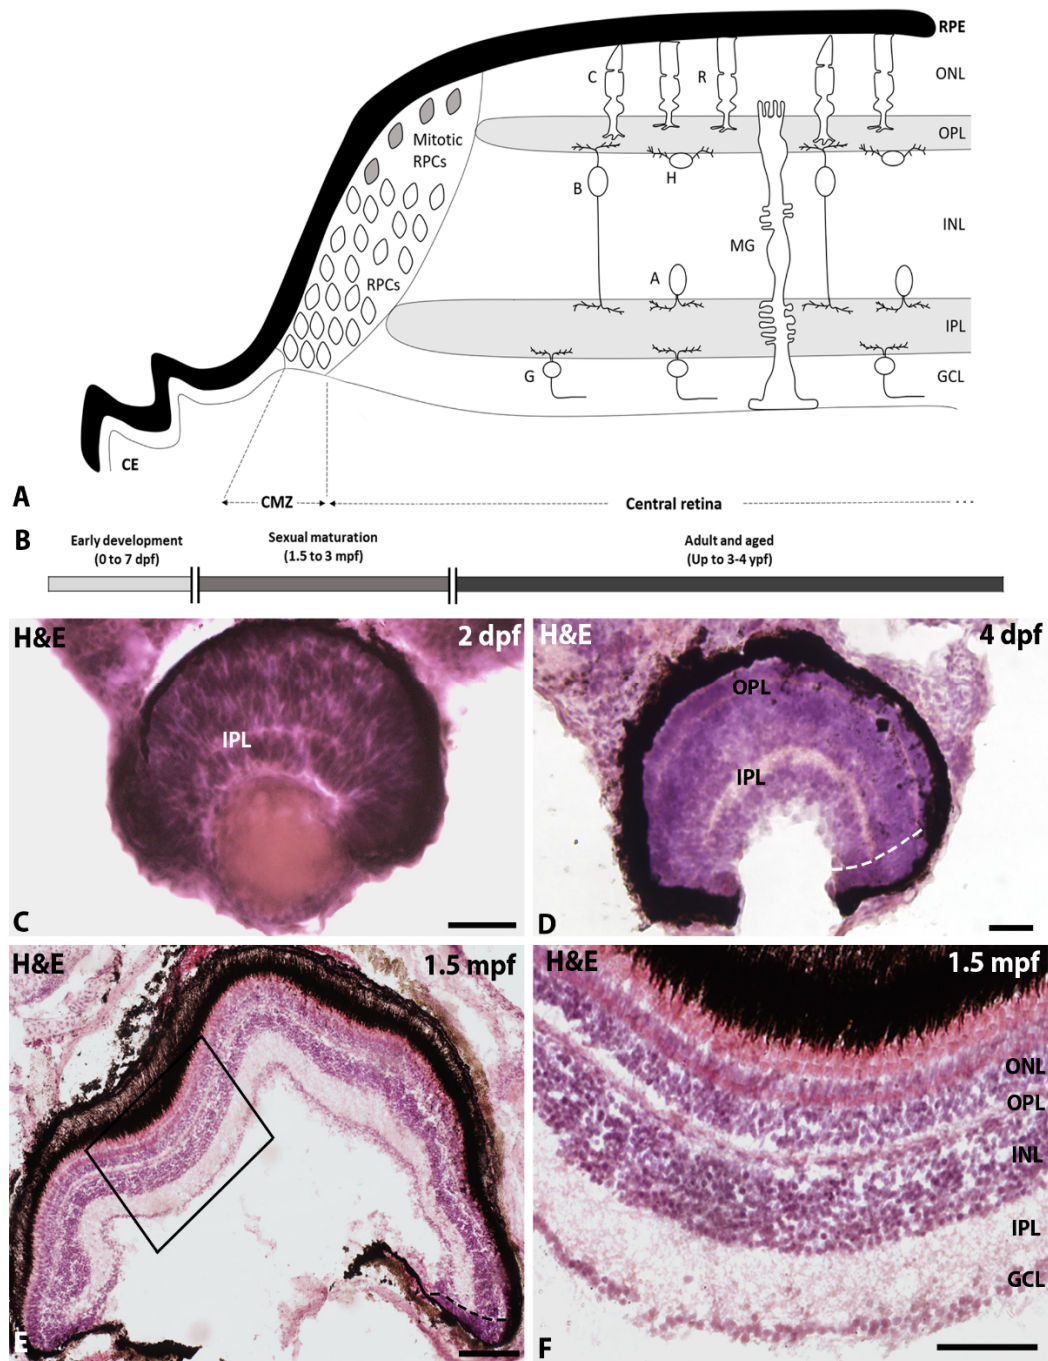 RPE
ONL
C
R
OPL
Mitotic
RPCs
H
B
INL
MG
A
RPCs
IPL
G
GCL
CE
A
CMZ
Central retina
B
Early development
(0 to 7 dpf)
Sexual maturation
(1.5 to 3 mpf)
Adult and aged
(Up to 3-4 ypf)
H&E
2 dpf
IPL
C
H&E
4 dpf
OPL
IPL
D
H&E
1.5 mpf
E
H&E
1.5 mpf
ONL
OPL
INL
IPL
GCL
F